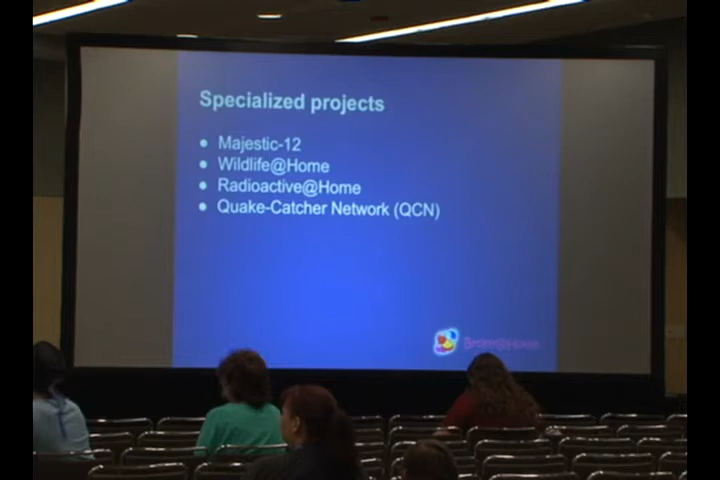 Specialized projects
Majestic-12
Wildlife@Home
Radioactive@Home
Quake-Catcher Network (QCN)